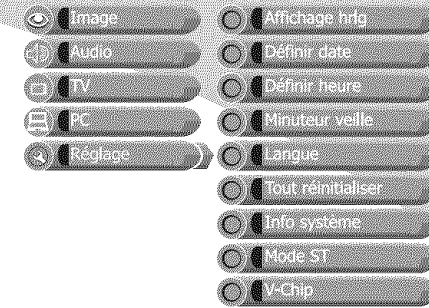 Image
Audio
TV
PC
Réglage
Affichage hrlg
Définir date
Définir heure
Minuteur veille
Langue
Tout réinitialiser
Info système
Mode ST
V-Chip